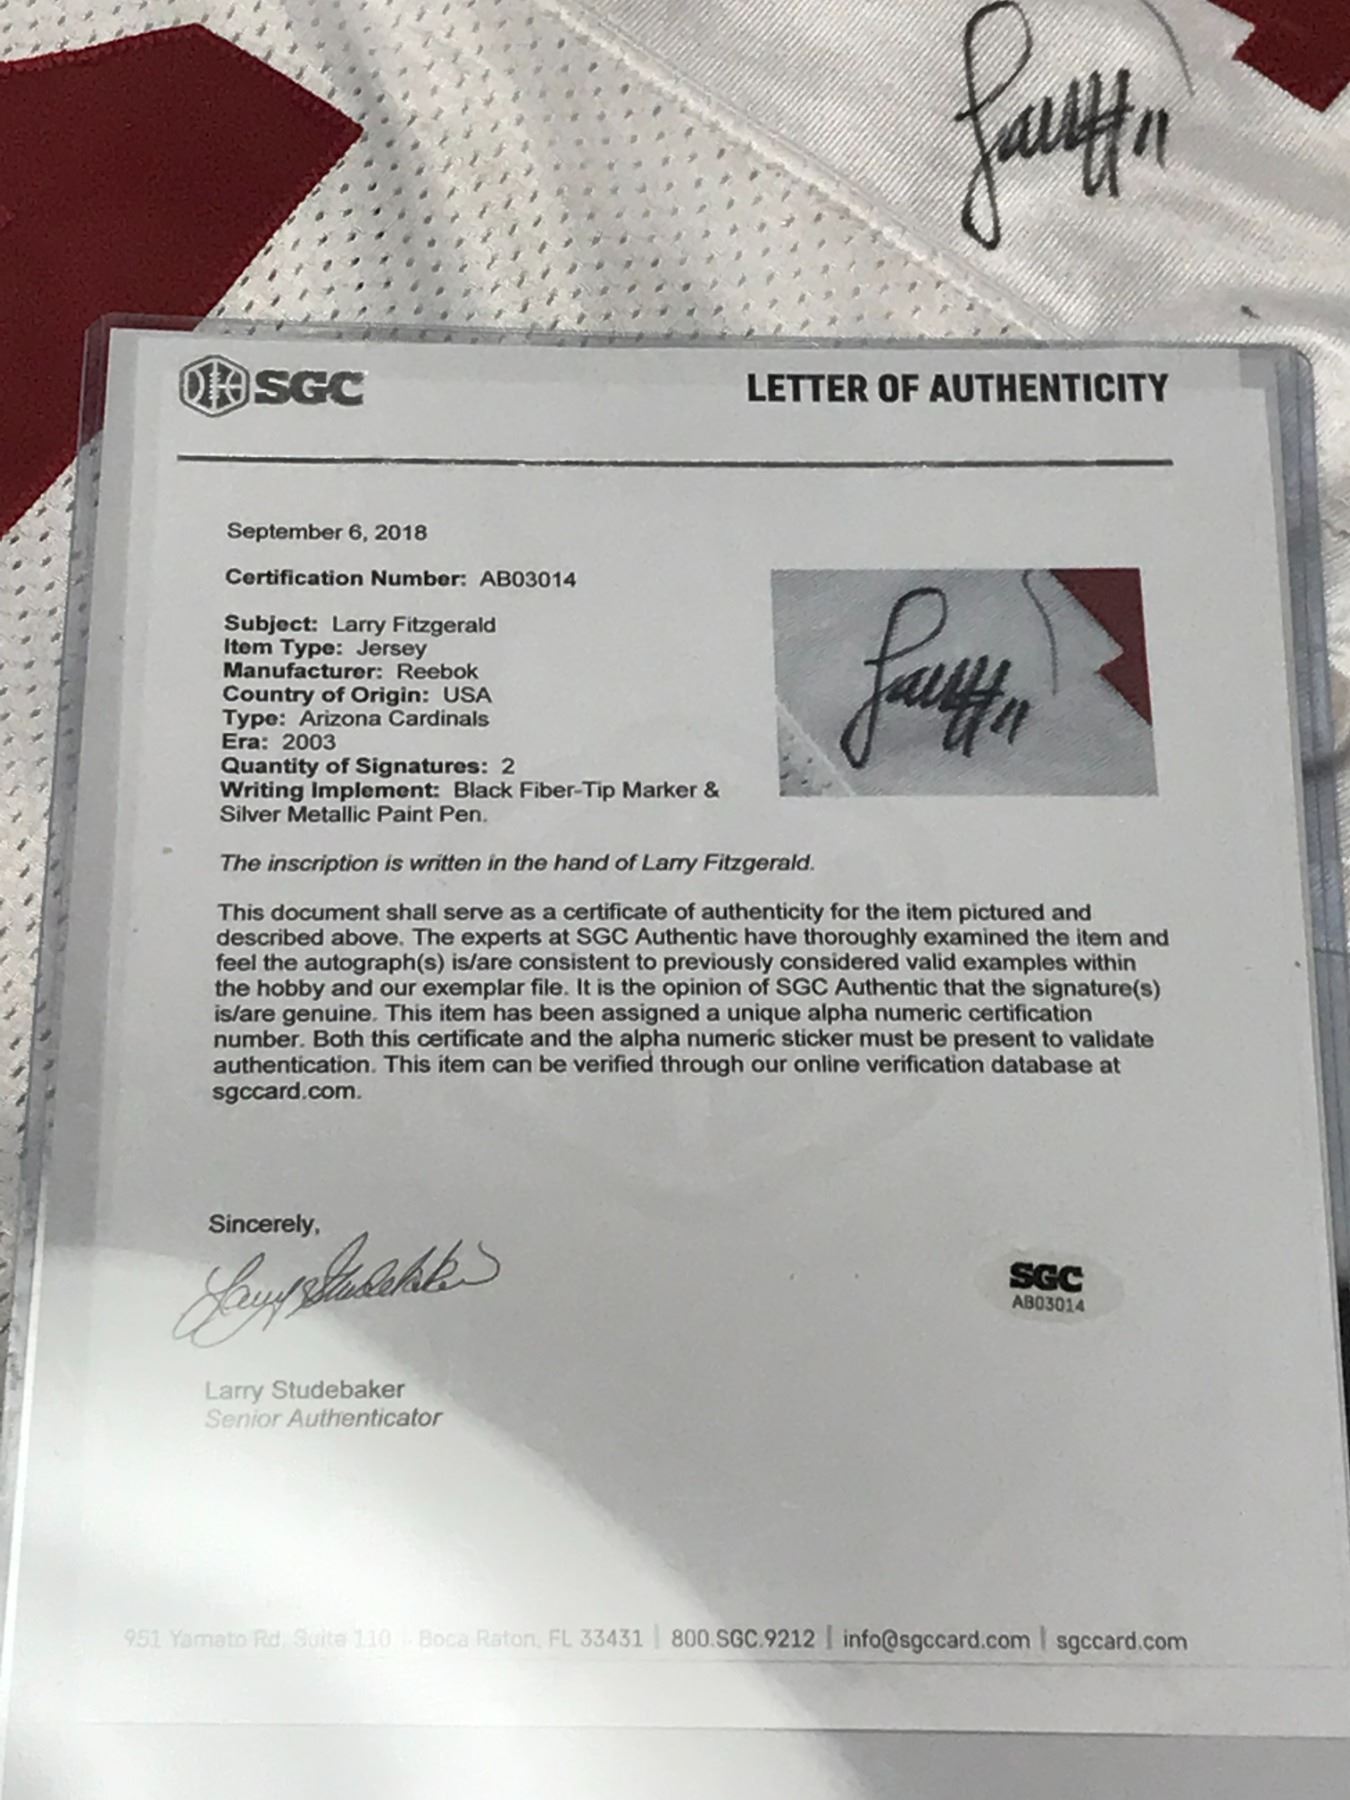 11
SGC
LETTER OF AUTHENTICITY
September 6, 2018
Certification Number: AB03014
Subject: Larry Fitzgerald
Item Type: Jersey
Manufacturer: Reebok
Country of Origin: USA
Type: Arizona Cardinals
Era: 2003
Quantity of Signatures: 2
Writing Implement: Black Fiber-Tip Marker &
Silver Metallic Paint Pen.
11
The inscription is written in the hand of Larry Fitzgerald.
This document shall serve as a certificate of authenticity for the item pictured and
described above. The experts at SGC Authentic have thoroughly examined the item and
feel the autograph(s) is/are consistent to previously considered valid examples within
the hobby and our exemplar file. It is the opinion of SGC Authentic that the signature(s)
is/are genuine. This item has been assigned a unique alpha numeric certification
number. Both this certificate and the alpha numeric sticker must be present to validate
authentication. This item can be verified through our online verification database at
sgccard.com.
Sincerely,
Larry Studebaker
Larry Studebaker
Senior Authenticator
SGC
AB03014
951 Yamato Rd, Suite 110 | Boca Raton, FL 33431 | 800.SGC.9212 | info@sgccard.com | sgccard.com